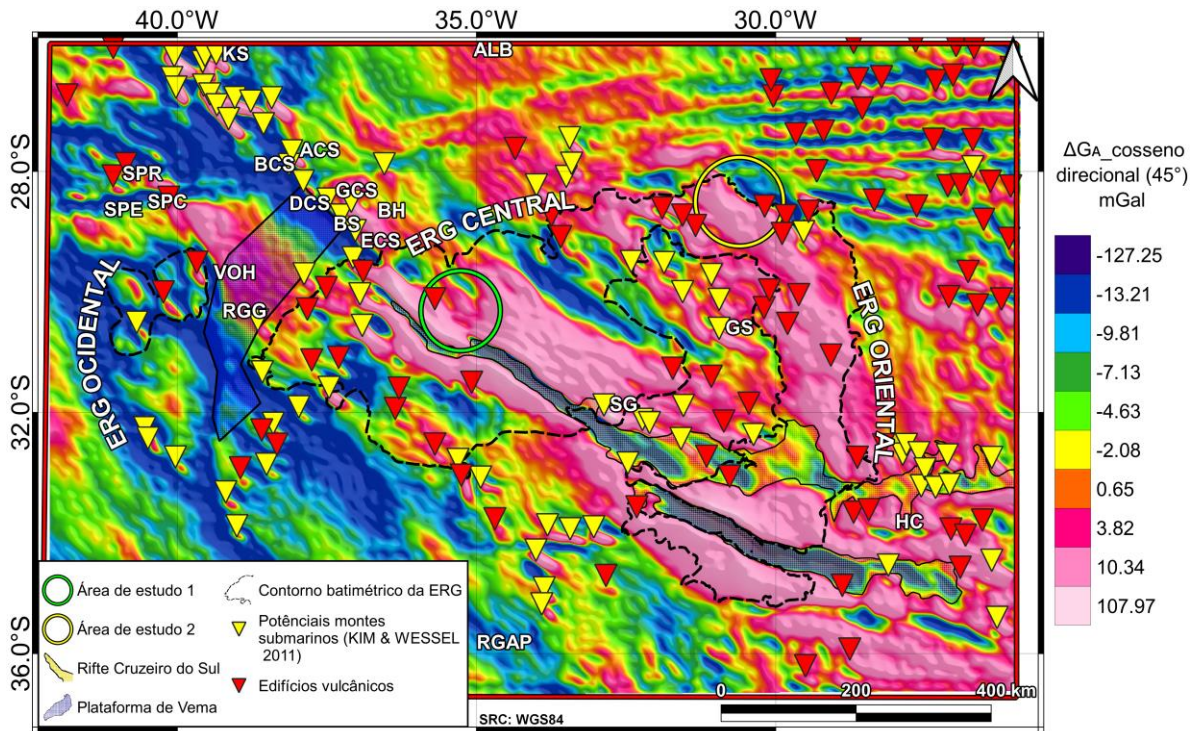 40.0°W 35.0°W 30.0°W
28.0°S
32.0°S
36.0°S
KS
ALB
ACS
BCS
SPR
SPE
SPC
GCS
DCS
BH
BS
ECS
ERG CENTRAL
VOH
RGG
ERG OCIDENTAL
GS
ERG ORIENTAL
SG
HC
RGAP
ΔGA_cosseno
direcional (45°)
mGal
-127.25
-13.21
-9.81
-7.13
-4.63
-2.08
0.65
3.82
10.34
107.97
Área de estudo 1
Área de estudo 2
Rifte Cruzeiro do Sul
Plataforma de Vema
Contorno batimétrico da ERG
Potênciais montes
submarinos (KIM & WESSEL
2011)
Edifícios vulcânicos
SRC: WGS84
0 200 400 km